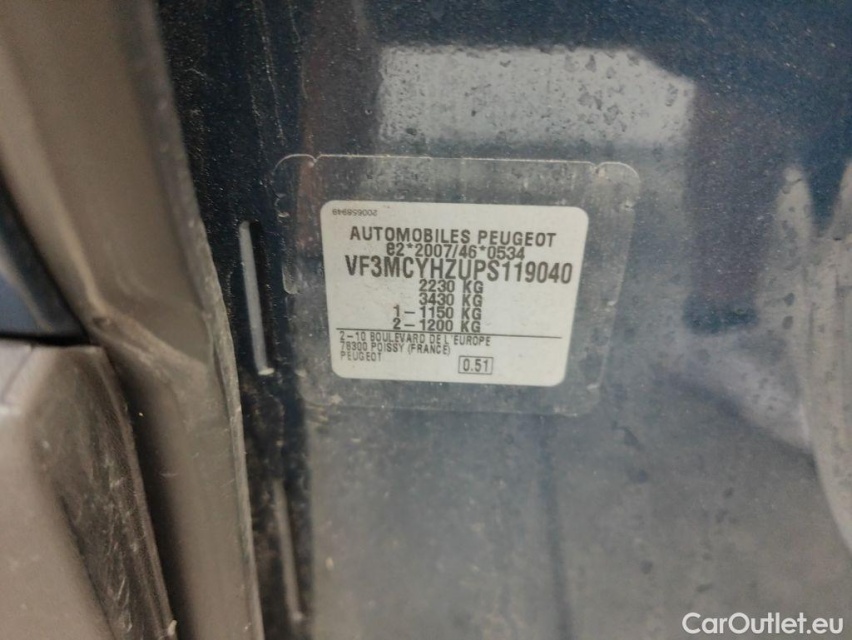 200658949
AUTOMOBILES PEUGEOT
e2*2007/46*0534
VF3MCYHZUPS119040
2230 KG
3430 KG
1-1150 KG
2-1200 KG
2-10 BOULEVARD DE L'EUROPE
78300 POISSY (FRANCE)
PEUGEOT
0.51
CarOutlet.eu